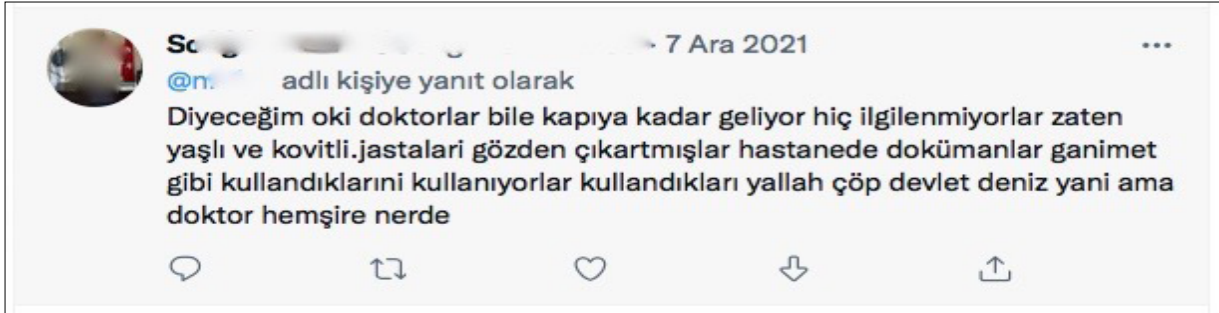 7 Ara 2021
adlı kişiye yanıt olarak
Diyeceğim oki doktorlar bile kapıya kadar geliyor hiç ilgilenmiyorlar zaten
yaşlı ve kovitli.jastalari gözden çıkartmışlar hastanede dokümanlar ganimet
gibi kullandıklarıni kullanıyorlar kullandıkları yallah çöp devlet deniz yani ama
doktor hemşire nerde